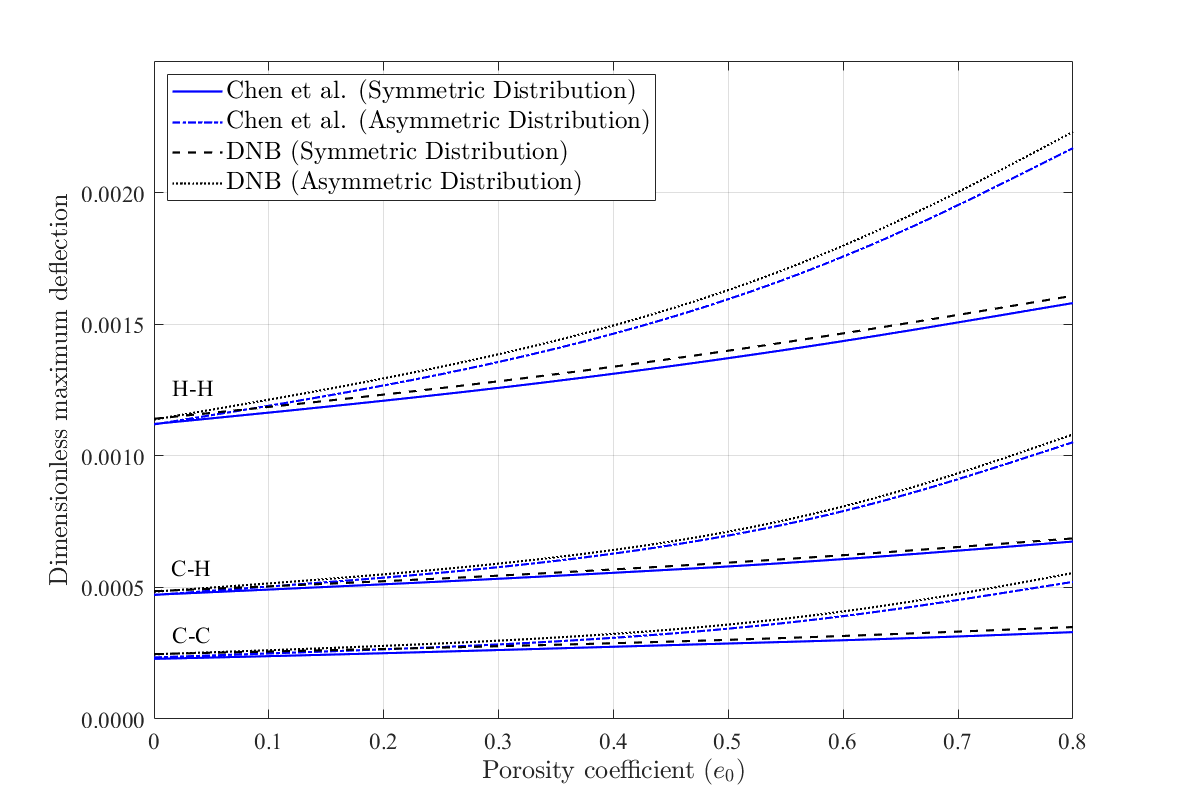 Chen et al. (Symmetric Distribution)
Chen et al. (Asymmetric Distribution)
DNB (Symmetric Distribution)
DNB (Asymmetric Distribution)
Dimensionless maximum deflection
0.0020
0.0015
0.0010
0.0005
0.0000
H-H
C-H
C-C
0 0.1 0.2 0.3 0.4 0.5 0.6 0.7 0.8
Porosity coefficient (e₀)